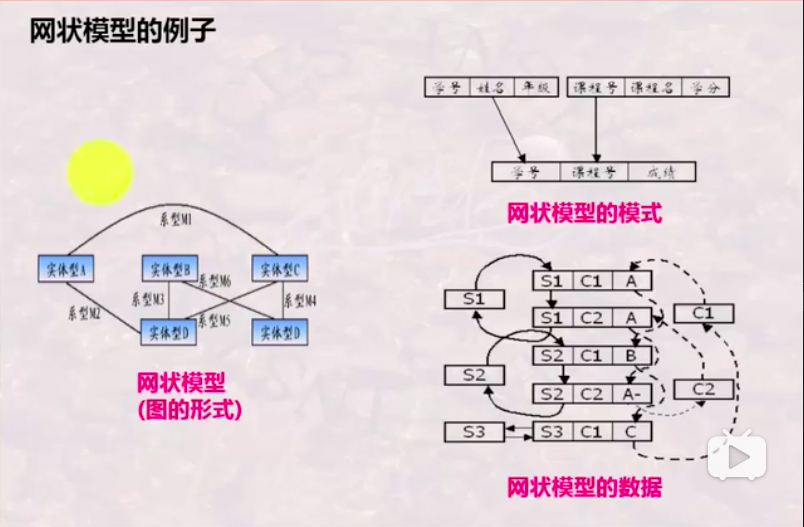 网状模型的例子
学号 姓名 年级 课程号 课程名 学分
学号 课程号 成绩
网状模型的模式
系型M1
实体型A 实体型B 实体型C
系型M6
系型M2 系型M3 系型M5 系型M4
实体型D 实体型D
网状模型
(图的形式)
S1 C1 A
S1
S1 C2 A
C1
S2 C1 B
S2
S2 C2 A-
C2
S3
S3 C1 C
网状模型的数据